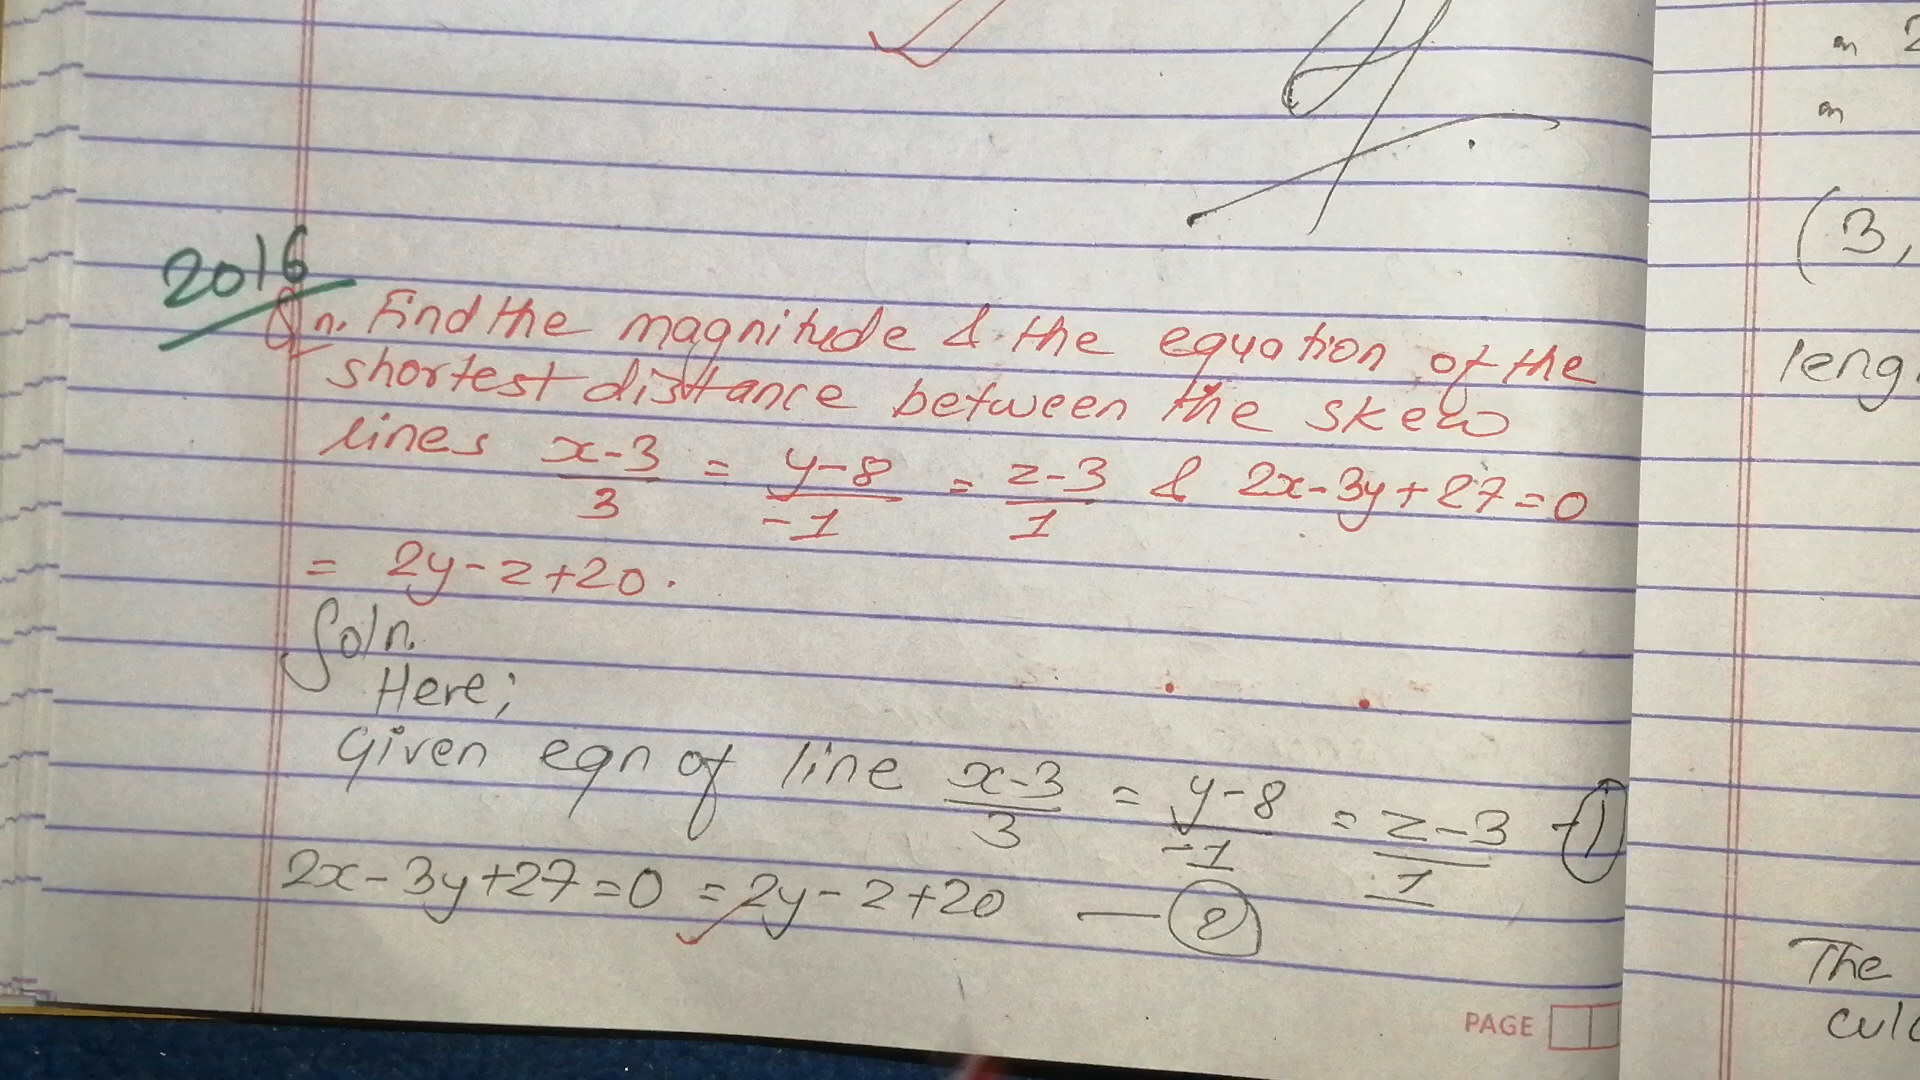 2016
Qn. Find the magnitude & the equation of the
shortest distance between the skew
lines x-3/3 = y-8/-1 = z-3/1 & 2x-3y+27=0
= 2y-z+20.
Soln.
Here;
Given eqn of line x-3/3 = y-8/-1 = z-3/1 -①
2x-3y+27=0 = 2y-z+20 —②
PAGE
(3,
leng
The
culc